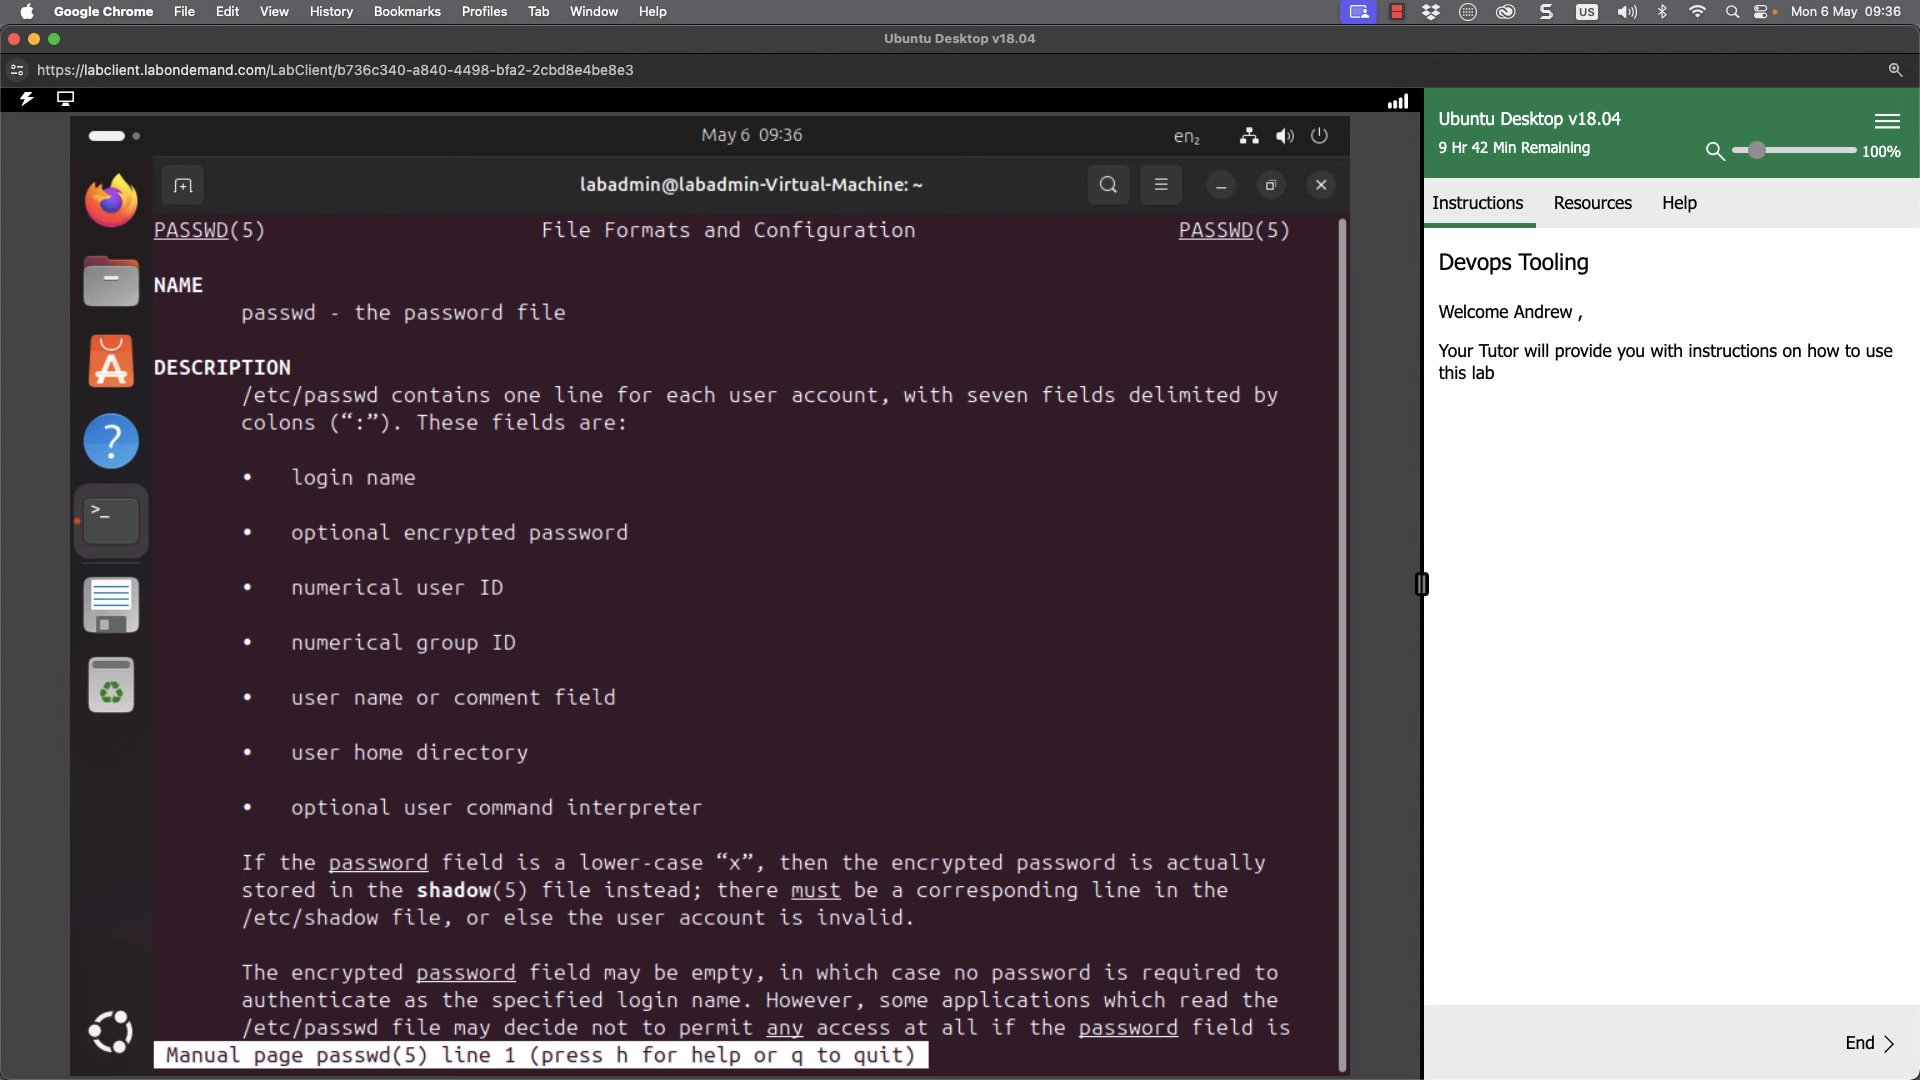 Google Chrome File Edit View History Bookmarks Profiles Tab Window Help US Mon 6 May 09:36
Ubuntu Desktop v18.04
https://labclient.labondemand.com/LabClient/b736c340-a840-4498-bfa2-2cbd8e4be8e3
May 6 09:36 en₂
labadmin@labadmin-Virtual-Machine: ~
PASSWD(5) File Formats and Configuration PASSWD(5)
NAME
passwd - the password file
DESCRIPTION
/etc/passwd contains one line for each user account, with seven fields delimited by
colons (“:”). These fields are:
• login name
• optional encrypted password
• numerical user ID
• numerical group ID
• user name or comment field
• user home directory
• optional user command interpreter
If the password field is a lower-case “x”, then the encrypted password is actually
stored in the shadow(5) file instead; there must be a corresponding line in the
/etc/shadow file, or else the user account is invalid.
The encrypted password field may be empty, in which case no password is required to
authenticate as the specified login name. However, some applications which read the
/etc/passwd file may decide not to permit any access at all if the password field is
Manual page passwd(5) line 1 (press h for help or q to quit)
Ubuntu Desktop v18.04
9 Hr 42 Min Remaining
100%
Instructions Resources Help
Devops Tooling
Welcome Andrew ,
Your Tutor will provide you with instructions on how to use
this lab
End